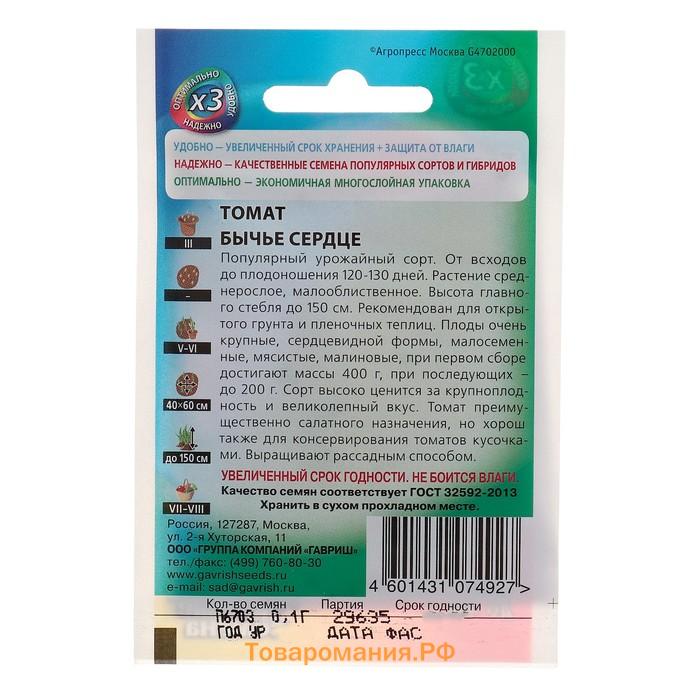 ©Агропресс Москва G4702000
ОПТИМАЛЬНО
УДОБНО
х3
НАДЕЖНО
УДОБНО — УВЕЛИЧЕННЫЙ СРОК ХРАНЕНИЯ + ЗАЩИТА ОТ ВЛАГИ
НАДЕЖНО — КАЧЕСТВЕННЫЕ СЕМЕНА ПОПУЛЯРНЫХ СОРТОВ И ГИБРИДОВ
ОПТИМАЛЬНО — ЭКОНОМИЧНАЯ МНОГОСЛОЙНАЯ УПАКОВКА
ТОМАТ
БЫЧЬЕ СЕРДЦЕ
III
–
V-VI
40×60 см
до 150 см
VII-VIII
Популярный урожайный сорт. От всходов
до плодоношения 120-130 дней. Растение сред-
нерослое, малооблиственное. Высота главно-
го стебля до 150 см. Рекомендован для откры-
того грунта и пленочных теплиц. Плоды очень
крупные, сердцевидной формы, малосемен-
ные, мясистые, малиновые, при первом сборе
достигают массы 400 г, при последующих –
до 200 г. Сорт высоко ценится за крупноплод-
ность и великолепный вкус. Томат преиму-
щественно салатного назначения, но хорош
также для консервирования томатов кусочка-
ми. Выращивают рассадным способом.
УВЕЛИЧЕННЫЙ СРОК ГОДНОСТИ. НЕ БОИТСЯ ВЛАГИ.
Качество семян соответствует ГОСТ 32592-2013
Хранить в сухом прохладном месте.
Россия, 127287, Москва,
ул. 2-я Хуторская, 11
ООО «ГРУППА КОМПАНИЙ «ГАВРИШ»
тел./факс: (499) 760-80-30
www.gavrishseeds.ru
e-mail: sad@gavrish.ru
4 601431 074927 >
Кол-во семян Партия Срок годности
П6703 0,1Г 29635
ГОД УР ДАТА ФАС
Товаромания.РФ